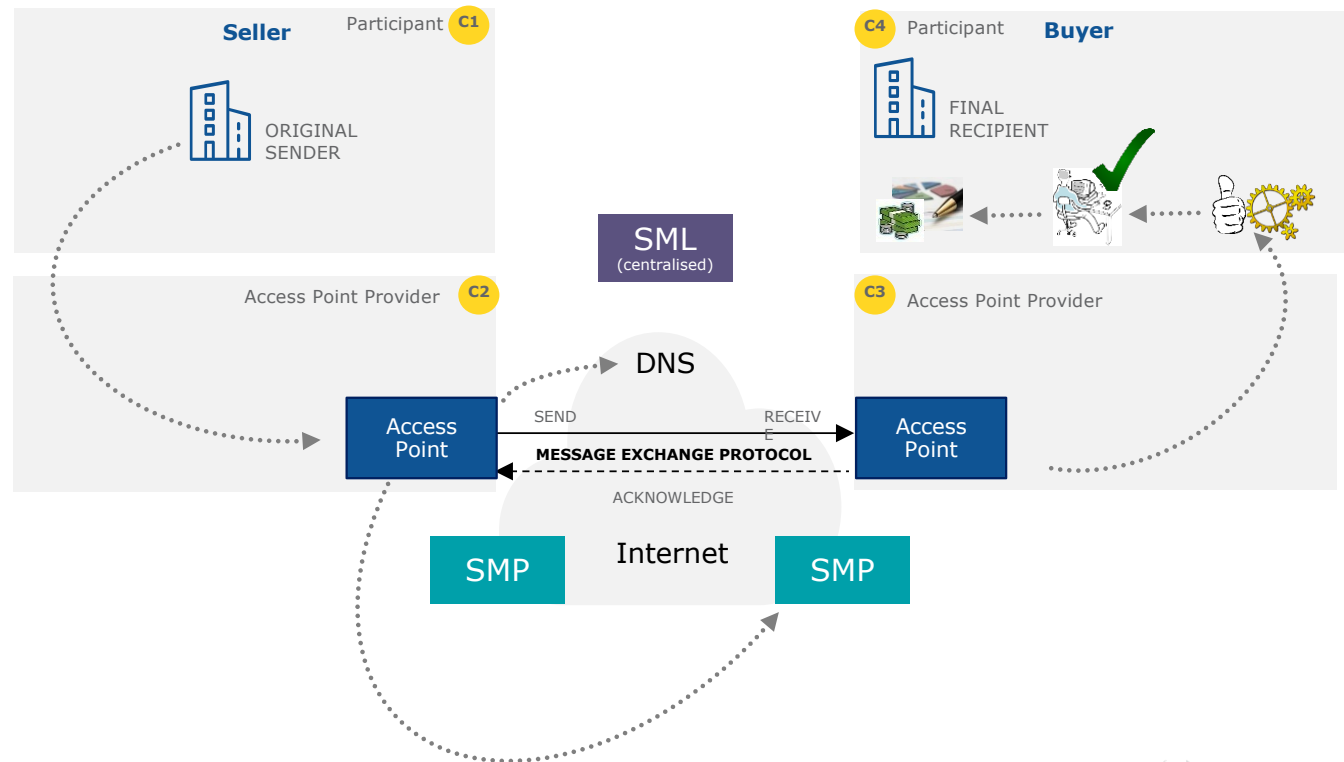 Seller
Participant
C1
ORIGINAL
SENDER
C4
Participant
Buyer
FINAL
RECIPIENT
SML
(centralised)
Access Point Provider
C2
C3
Access Point Provider
DNS
Access
Point
SEND
RECEIV
E
MESSAGE EXCHANGE PROTOCOL
ACKNOWLEDGE
Access
Point
SMP
Internet
SMP